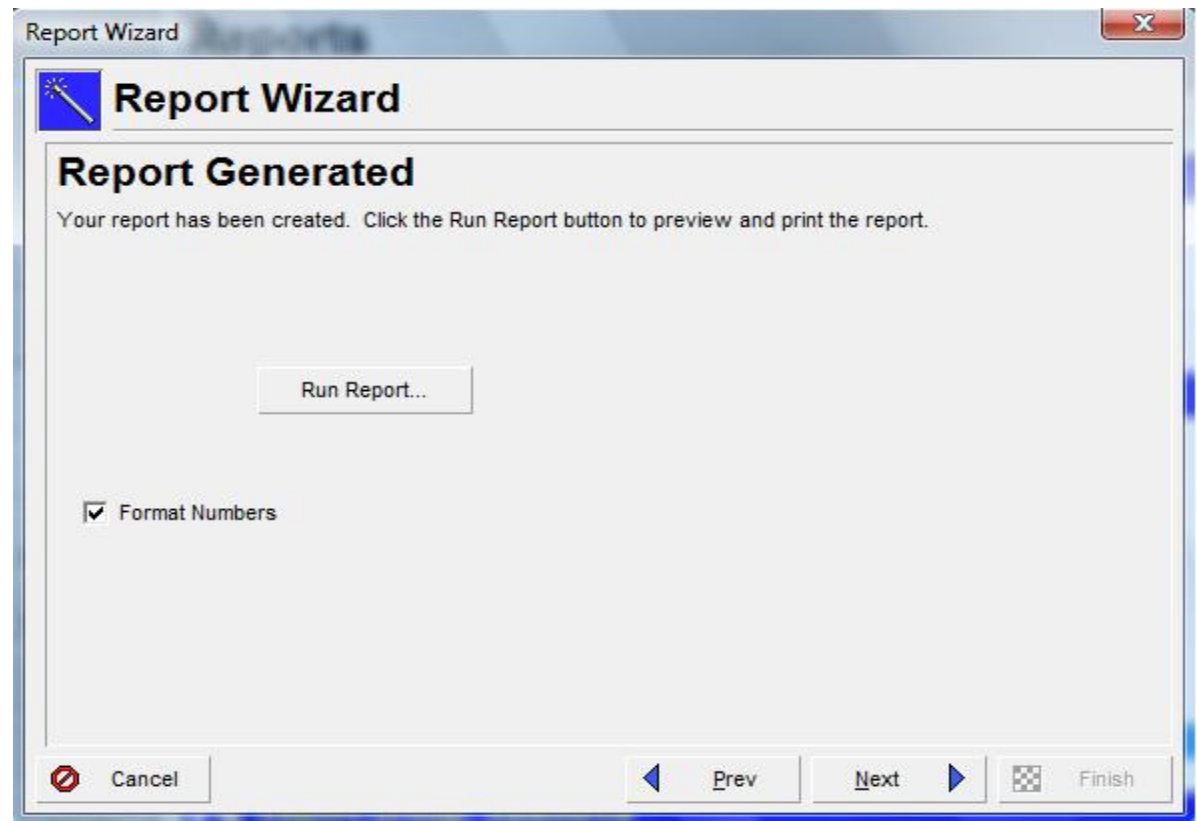 Report Wizard
Reports
Report Wizard
Report Generated
Your report has been created.  Click the Run Report button to preview and print the report.
Run Report...
Format Numbers
Cancel
Prev
Next
Finish